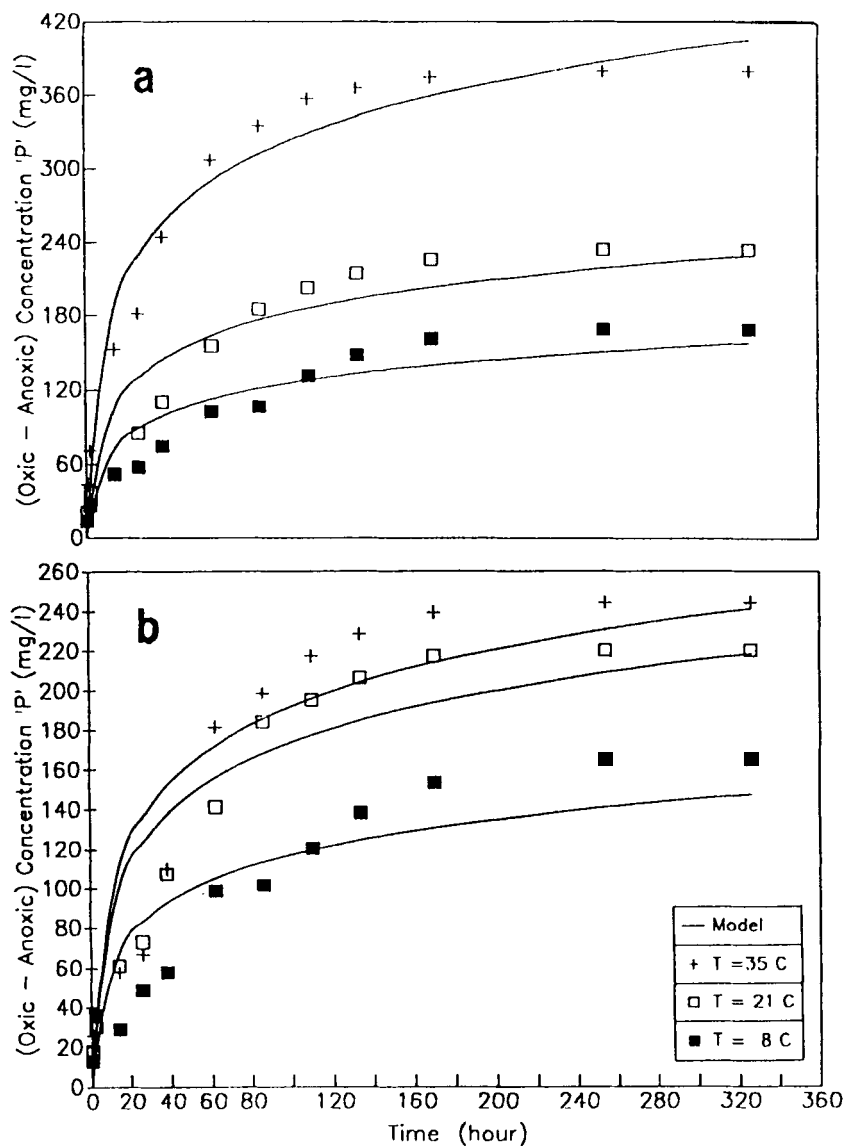 420
360
300
240
180
120
60
0
(Oxic – Anoxic) Concentration 'P' (mg/l)
a
260
240
220
200
180
160
140
120
100
80
60
40
20
0
(Oxic – Anoxic) Concentration 'P' (mg/l)
b
— Model
+ T =35 C
□ T = 21 C
■ T = 8 C
0 20 40 60 80 120 160 200 240 280 320 360
Time (hour)